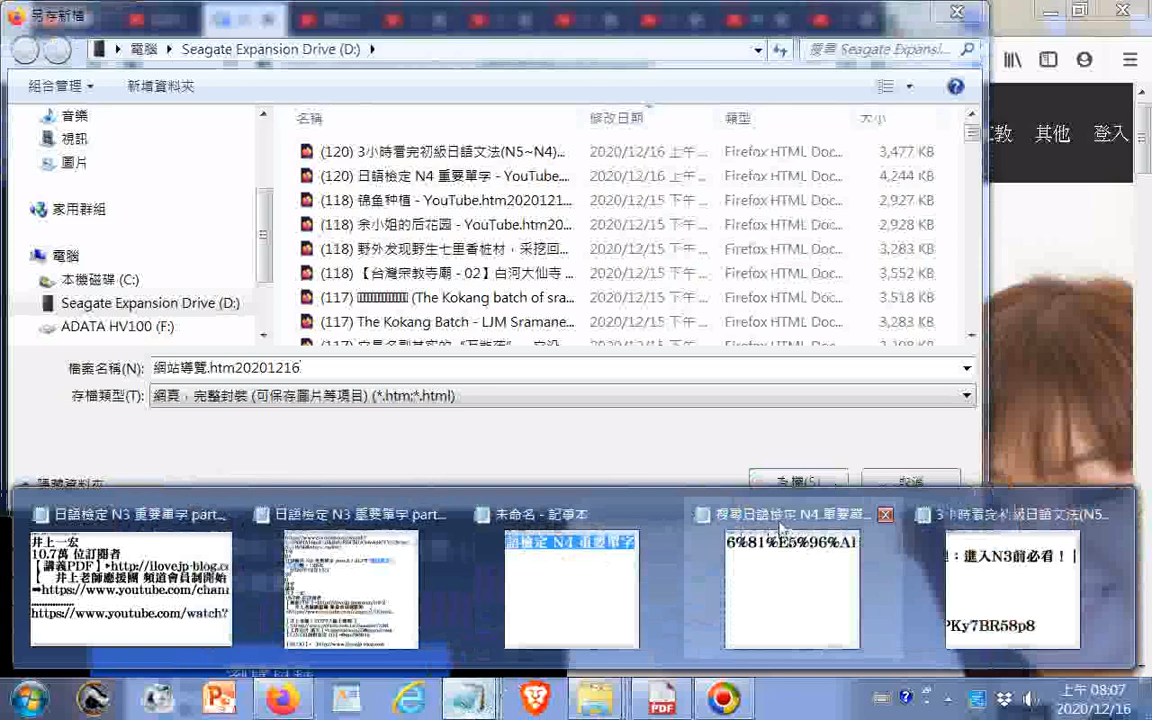 另存新檔
電腦 Seagate Expansion Drive (D:)
搜尋 Seagate Expansi...
組合管理
新增資料夾
名稱 修改日期 類型 大小
音樂
視訊
圖片
家用群組
電腦
本機磁碟 (C:)
Seagate Expansion Drive (D:)
ADATA HV100 (F:)
(120) 3小時看完初級日語文法(N5~N4)... 2020/12/16 上午 ... Firefox HTML Doc... 3,477 KB
(120) 日語檢定 N4 重要單字 - YouTube.... 2020/12/16 上午 ... Firefox HTML Doc... 4,244 KB
(118) 锦鱼种植 - YouTube.htm2020121... 2020/12/15 下午 ... Firefox HTML Doc... 2,927 KB
(118) 余小姐的后花园 - YouTube.htm20... 2020/12/15 下午 ... Firefox HTML Doc... 2,928 KB
(118) 野外发现野生七里香桩材，采挖回... 2020/12/15 下午 ... Firefox HTML Doc... 3,283 KB
(118) 【台灣宗教寺廟 - 02】白河大仙寺 ... 2020/12/15 下午 ... Firefox HTML Doc... 3,552 KB
(117) (The Kokang batch of sra... 2020/12/15 下午 ... Firefox HTML Doc... 3,518 KB
(117) The Kokang Batch - LJM Sramane... 2020/12/15 下午 ... Firefox HTML Doc... 3,283 KB
檔案名稱(N): 網站導覽.htm20201216
存檔類型(T): 網頁，完整封裝 (可保存圖片等項目) (*.htm;*.html)
隱藏資料夾
存檔(S)
取消
其他 登入
日語檢定 N3 重要單字 part...
日語檢定 N3 重要單字 part...
未命名 - 記事本
搜尋日語檢定 N4 重要單...
3小時看完初級日語文法(N5...
井上一宏
10.7萬 位訂閱者
【講義PDF】▸http://ilovejp-blog.co
【 井上老師應援團 頻道會員制開始
➡https://www.youtube.com/chan
https://www.youtube.com/watch?
語檢定 N4 重要單字
6%81%E5%96%AE
：進入N3前必看！
PKy7BR58p8
上午 08:07
2020/12/16